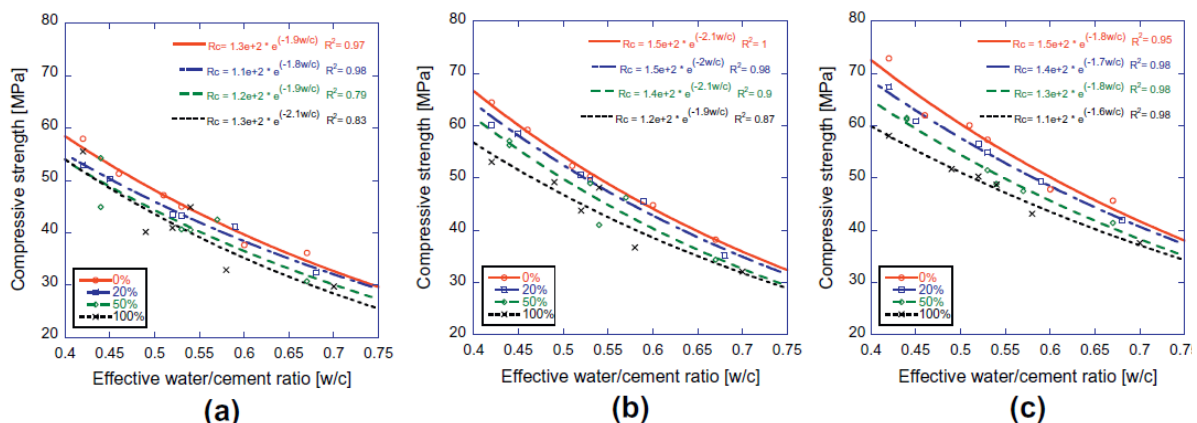 80
70
60
50
40
30
20
Compressive strength [MPa]
Rc= 1.3e+2 * e(-1.9w/c) R2= 0.97
Rc = 1.1e+2 * e(-1.8w/c) R2= 0.98
Rc = 1.2e+2 * e(-1.9w/c) R2= 0.79
Rc = 1.3e+2 * e(-2.1w/c) R2= 0.83
0%
20%
50%
100%
0.4 0.45 0.5 0.55 0.6 0.65 0.7 0.75
Effective water/cement ratio [w/c]
(a)
80
70
60
50
40
30
20
Compressive strength [MPa]
Rc= 1.5e+2 * e(-2.1w/c) R2= 1
Rc = 1.5e+2 * e(-2w/c) R2= 0.98
Rc = 1.4e+2 * e(-2.1w/c) R2= 0.9
Rc = 1.2e+2 * e(-1.9w/c) R2= 0.87
0%
20%
50%
100%
0.4 0.45 0.5 0.55 0.6 0.65 0.7 0.75
Effective water/cement ratio [w/c]
(b)
80
70
60
50
40
30
20
Compressive strength [MPa]
Rc = 1.5e+2 * e(-1.8w/c) R2= 0.95
Rc = 1.4e+2 * e(-1.7w/c) R2= 0.98
Rc = 1.3e+2 * e(-1.8w/c) R2= 0.98
Rc = 1.1e+2 * e(-1.6w/c) R2= 0.98
0%
20%
50%
100%
0.4 0.45 0.5 0.55 0.6 0.65 0.7
Effective water/cement ratio [w/c]
(c)